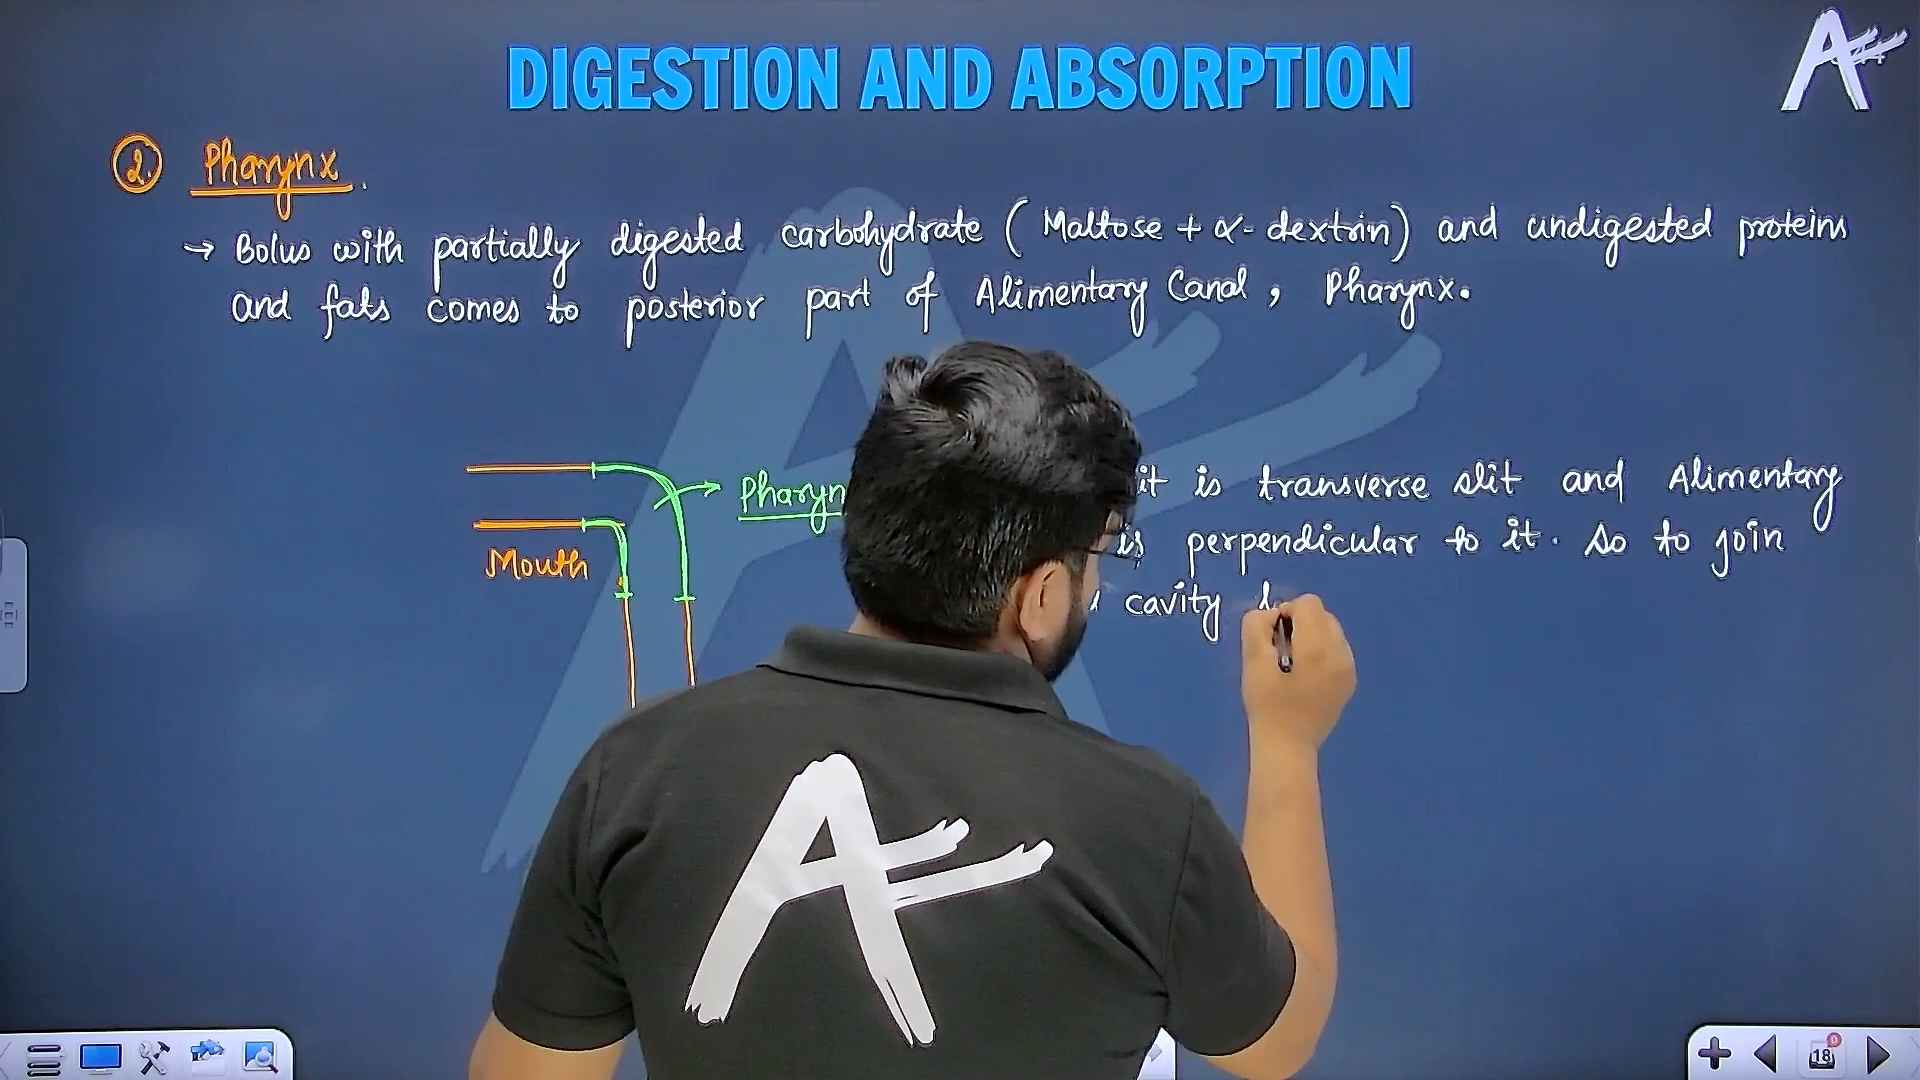 DIGESTION AND ABSORPTION
2. Pharynx.
→ Bolus with partially digested carbohydrate (Maltose + α-dextrin) and undigested proteins
and fats comes to posterior part of Alimentary Canal, Pharynx.
it is transverse slit and Alimentary
Pharyn
is perpendicular to it. So to join
Mouth
cavity
18